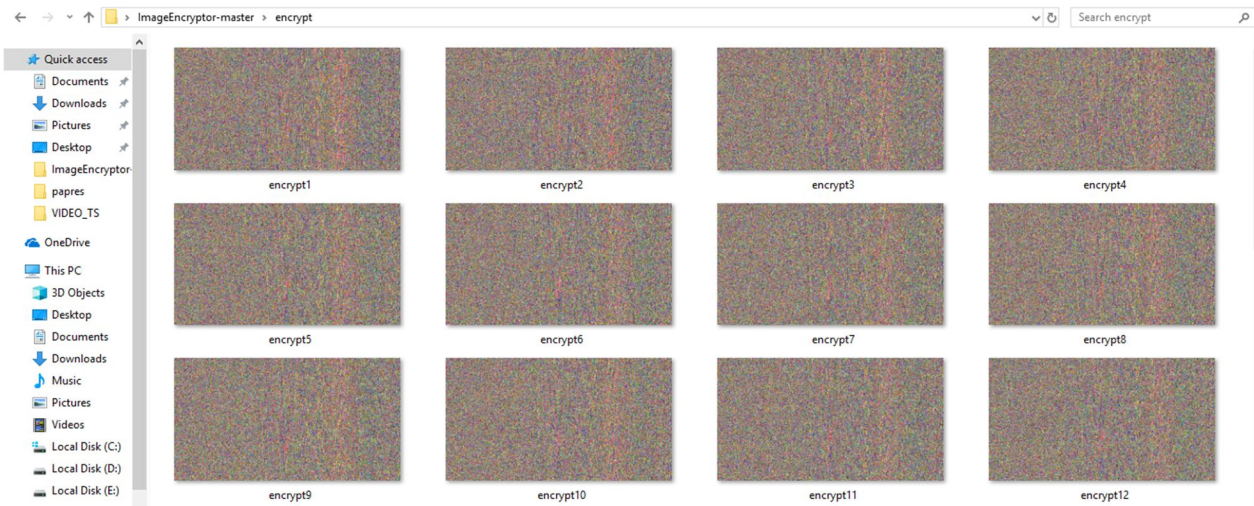 ImageEncryptor-master > encrypt
Search encrypt
Quick access
Documents
Downloads
Pictures
Desktop
ImageEncryptor-
papres
VIDEO_TS
OneDrive
This PC
3D Objects
Desktop
Documents
Downloads
Music
Pictures
Videos
Local Disk (C:)
Local Disk (D:)
Local Disk (E:)
encrypt1 encrypt2 encrypt3 encrypt4
encrypt5 encrypt6 encrypt7 encrypt8
encrypt9 encrypt10 encrypt11 encrypt12